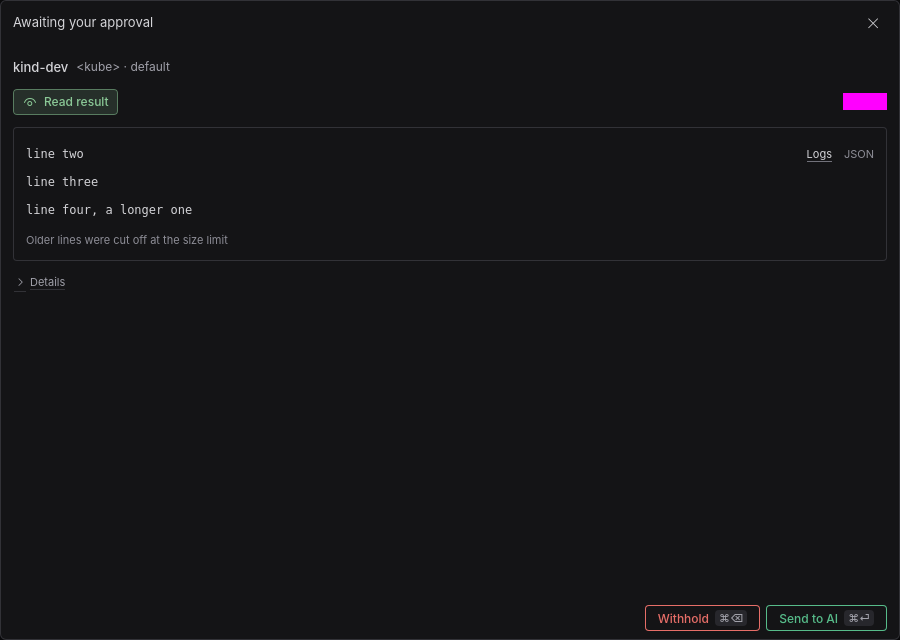 Awaiting your approval
kind-dev <kube> · default
Read result
line two
Logs JSON
line three
line four, a longer one
Older lines were cut off at the size limit
Details
Withhold ⌘⌫ Send to AI ⌘⏎